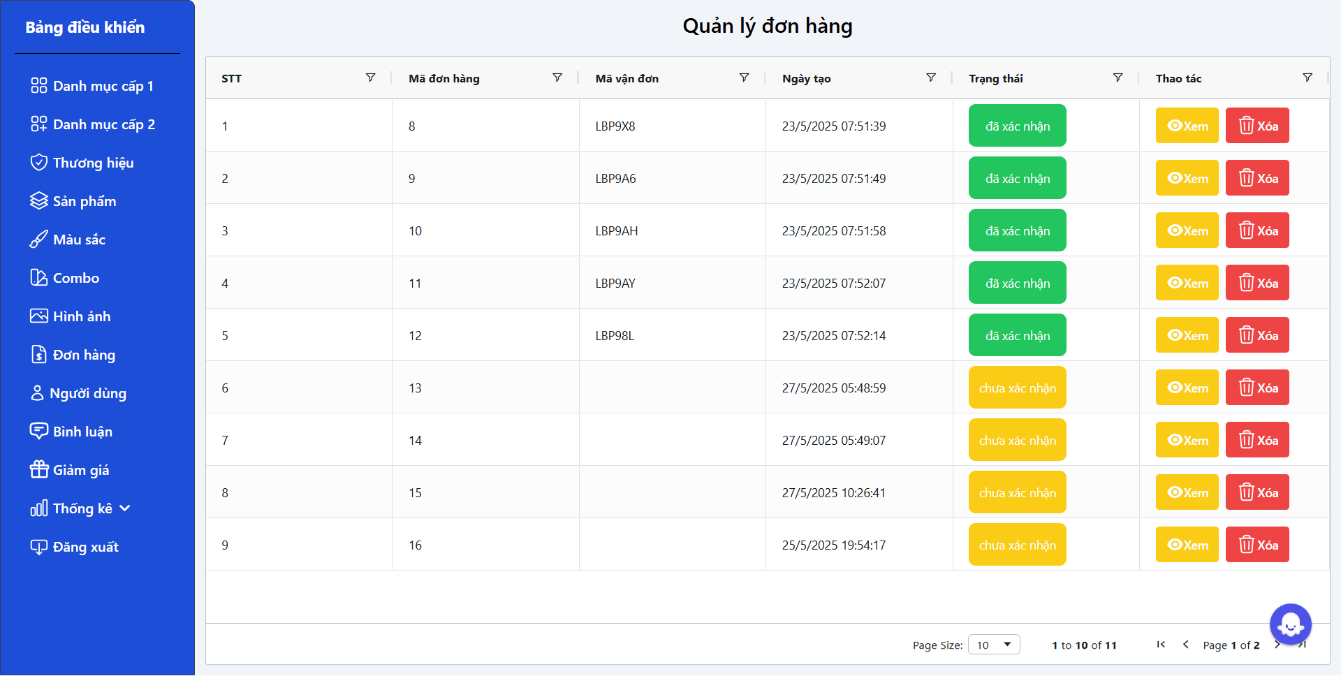 Bảng điều khiển
Danh mục cấp 1
Danh mục cấp 2
Thương hiệu
Sản phẩm
Màu sắc
Combo
Hình ảnh
Đơn hàng
Người dùng
Bình luận
Giảm giá
Thống kê
Đăng xuất
Quản lý đơn hàng
STT Mã đơn hàng Mã vận đơn Ngày tạo Trạng thái Thao tác
1 8 LBP9X8 23/5/2025 07:51:39 đã xác nhận Xem Xóa
2 9 LBP9A6 23/5/2025 07:51:49 đã xác nhận Xem Xóa
3 10 LBP9AH 23/5/2025 07:51:58 đã xác nhận Xem Xóa
4 11 LBP9AY 23/5/2025 07:52:07 đã xác nhận Xem Xóa
5 12 LBP98L 23/5/2025 07:52:14 đã xác nhận Xem Xóa
6 13 27/5/2025 05:48:59 chưa xác nhận Xem Xóa
7 14 27/5/2025 05:49:07 chưa xác nhận Xem Xóa
8 15 27/5/2025 10:26:41 chưa xác nhận Xem Xóa
9 16 25/5/2025 19:54:17 chưa xác nhận Xem Xóa
Page Size: 10 1 to 10 of 11 Page 1 of 2